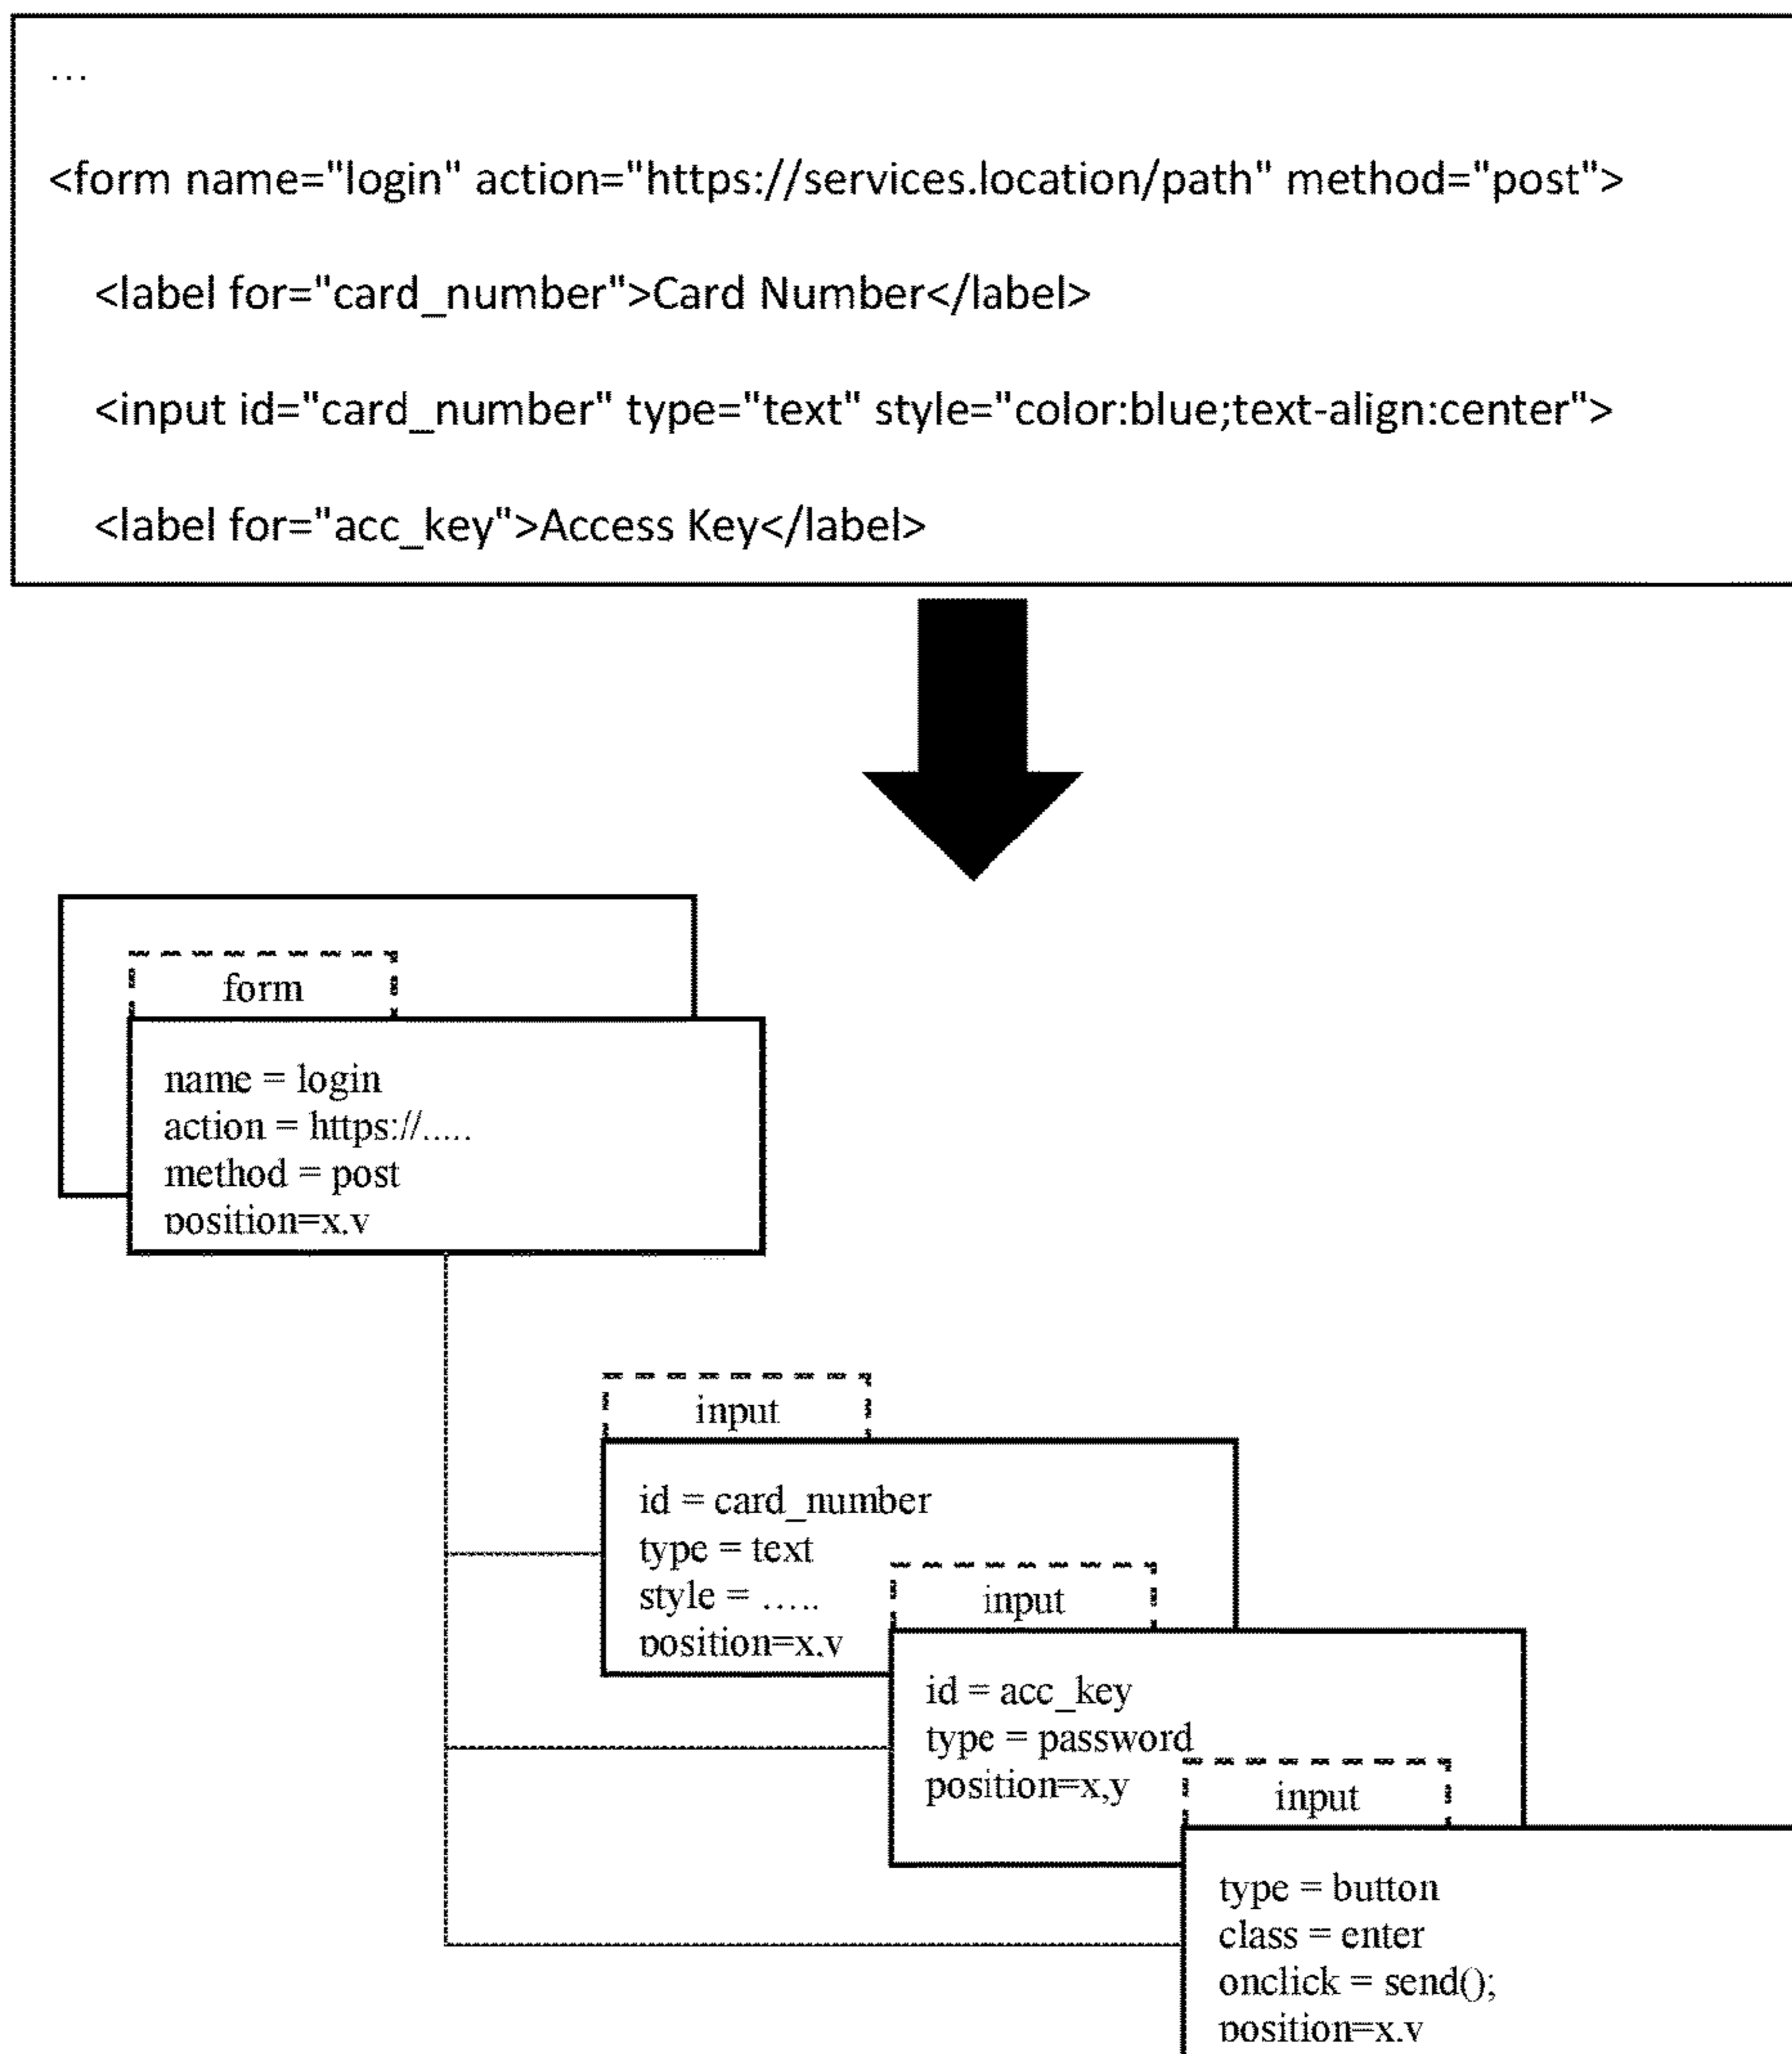 ...
<form name="login" action="https://services.location/path" method="post">
<label for="card_number">Card Number</label>
<input id="card_number" type="text" style="color:blue;text-align:center">
<label for="acc_key">Access Key</label>
form
name = login
action = https://.....
method = post
position=x,y
input
id = card_number
type = text
style = .....
position=x,y
input
id = acc_key
type = password
position=x,y
input
type = button
class = enter
onclick = send();
position=x,y